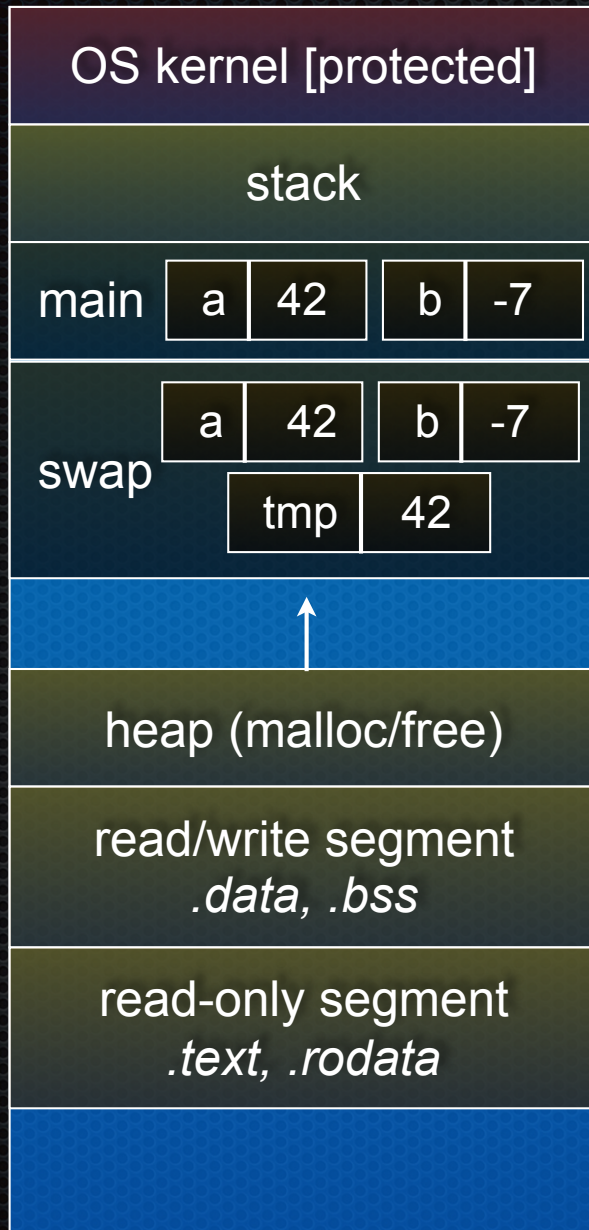 OS kernel [protected]
stack
main a 42 b -7
a 42 b -7
swap
tmp 42
heap (malloc/free)
read/write segment
.data, .bss
read-only segment
.text, .rodata